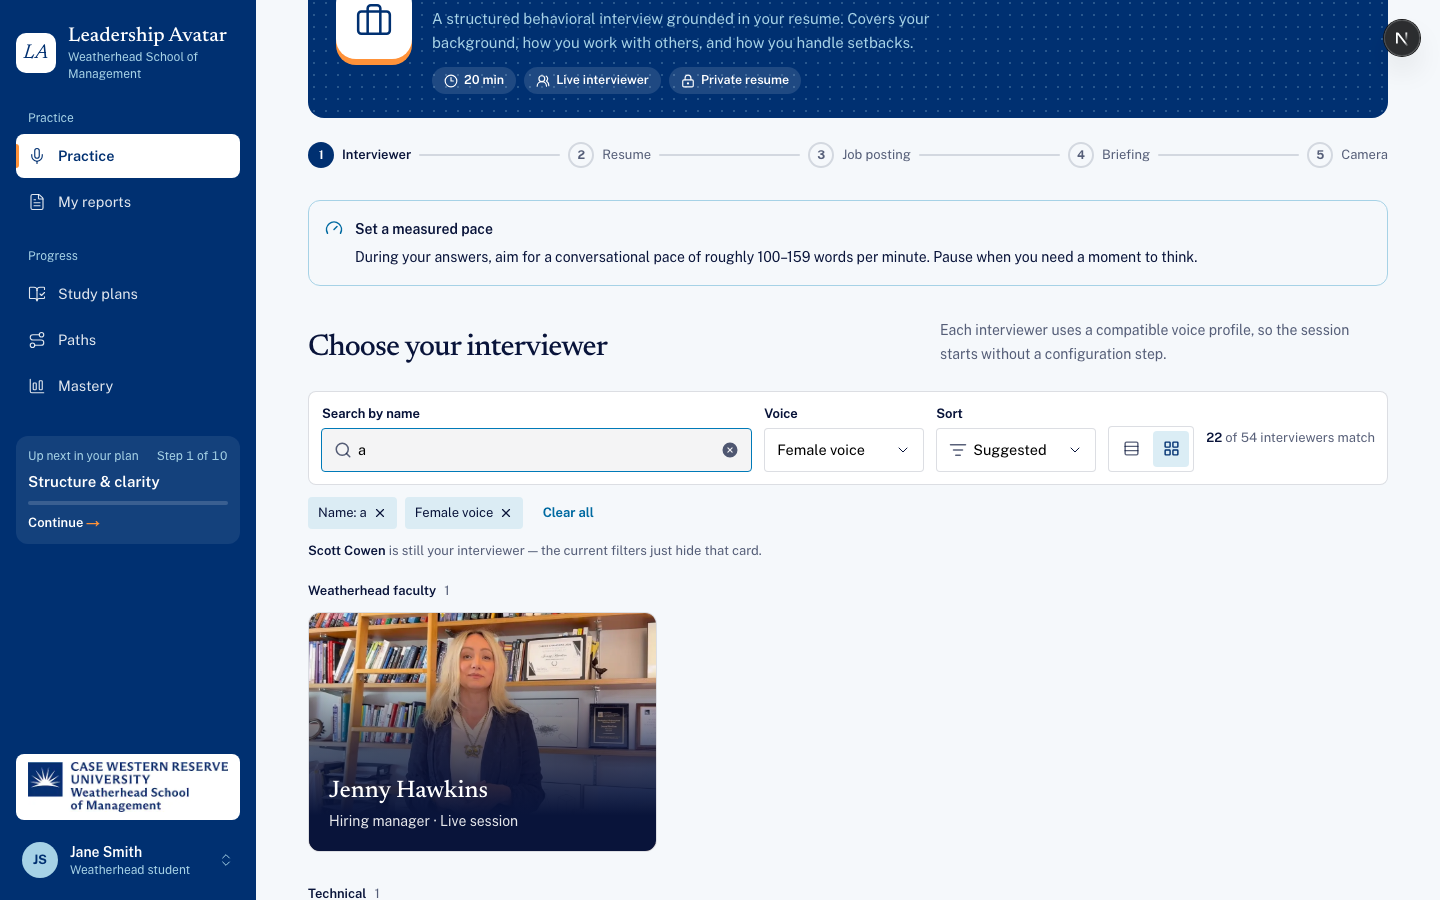 LA
Leadership Avatar
Weatherhead School of
Management
Practice
Practice
My reports
Progress
Study plans
Paths
Mastery
Up next in your plan Step 1 of 10
Structure & clarity
Continue →
CASE WESTERN RESERVE
UNIVERSITY
Weatherhead School
of Management
JS
Jane Smith
Weatherhead student
A structured behavioral interview grounded in your resume. Covers your
background, how you work with others, and how you handle setbacks.
20 min Live interviewer Private resume
N
1 Interviewer 2 Resume 3 Job posting 4 Briefing 5 Camera
Set a measured pace
During your answers, aim for a conversational pace of roughly 100–159 words per minute. Pause when you need a moment to think.
Choose your interviewer
Each interviewer uses a compatible voice profile, so the session
starts without a configuration step.
Search by name Voice Sort
a Female voice Suggested 22 of 54 interviewers match
Name: a Female voice Clear all
Scott Cowen is still your interviewer — the current filters just hide that card.
Weatherhead faculty 1
Jenny Hawkins
Hiring manager · Live session
Technical 1